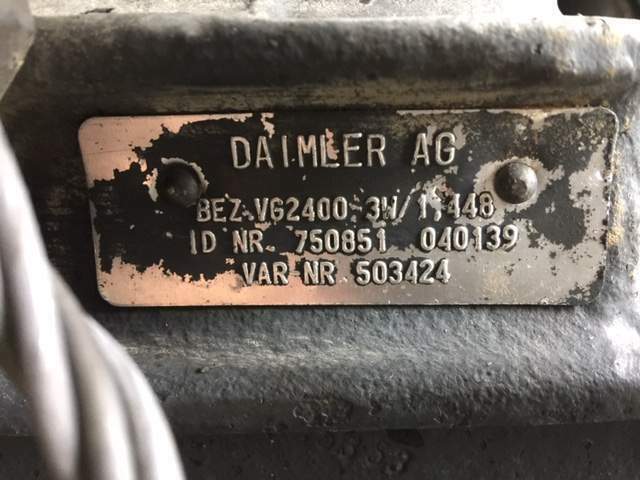 DAIMLER AG
BEZ.VG2400-3W/1,448
ID NR. 750851 040139
VAR NR 503424